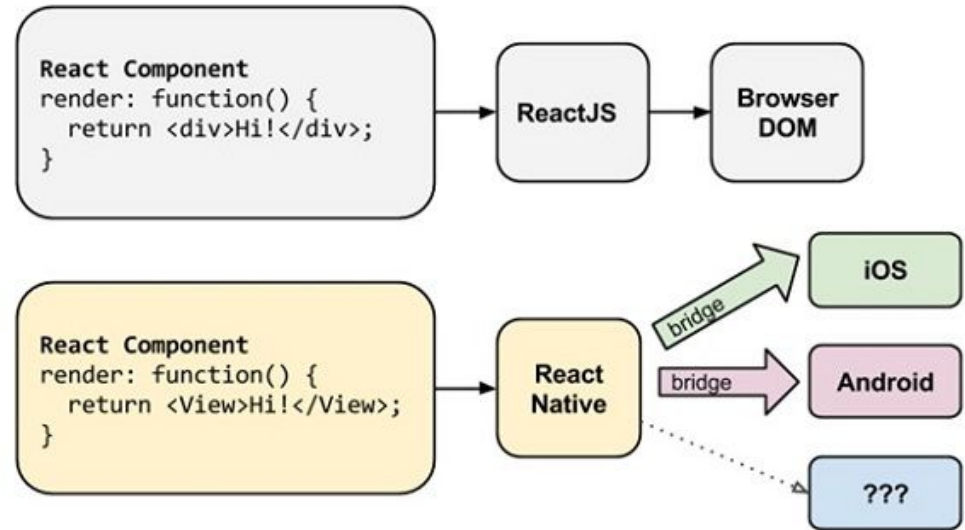 React Component
render: function() {
  return <div>Hi!</div>;
}
ReactJS
Browser
DOM
React Component
render: function() {
  return <View>Hi!</View>;
}
React
Native
bridge
iOS
bridge
Android
???